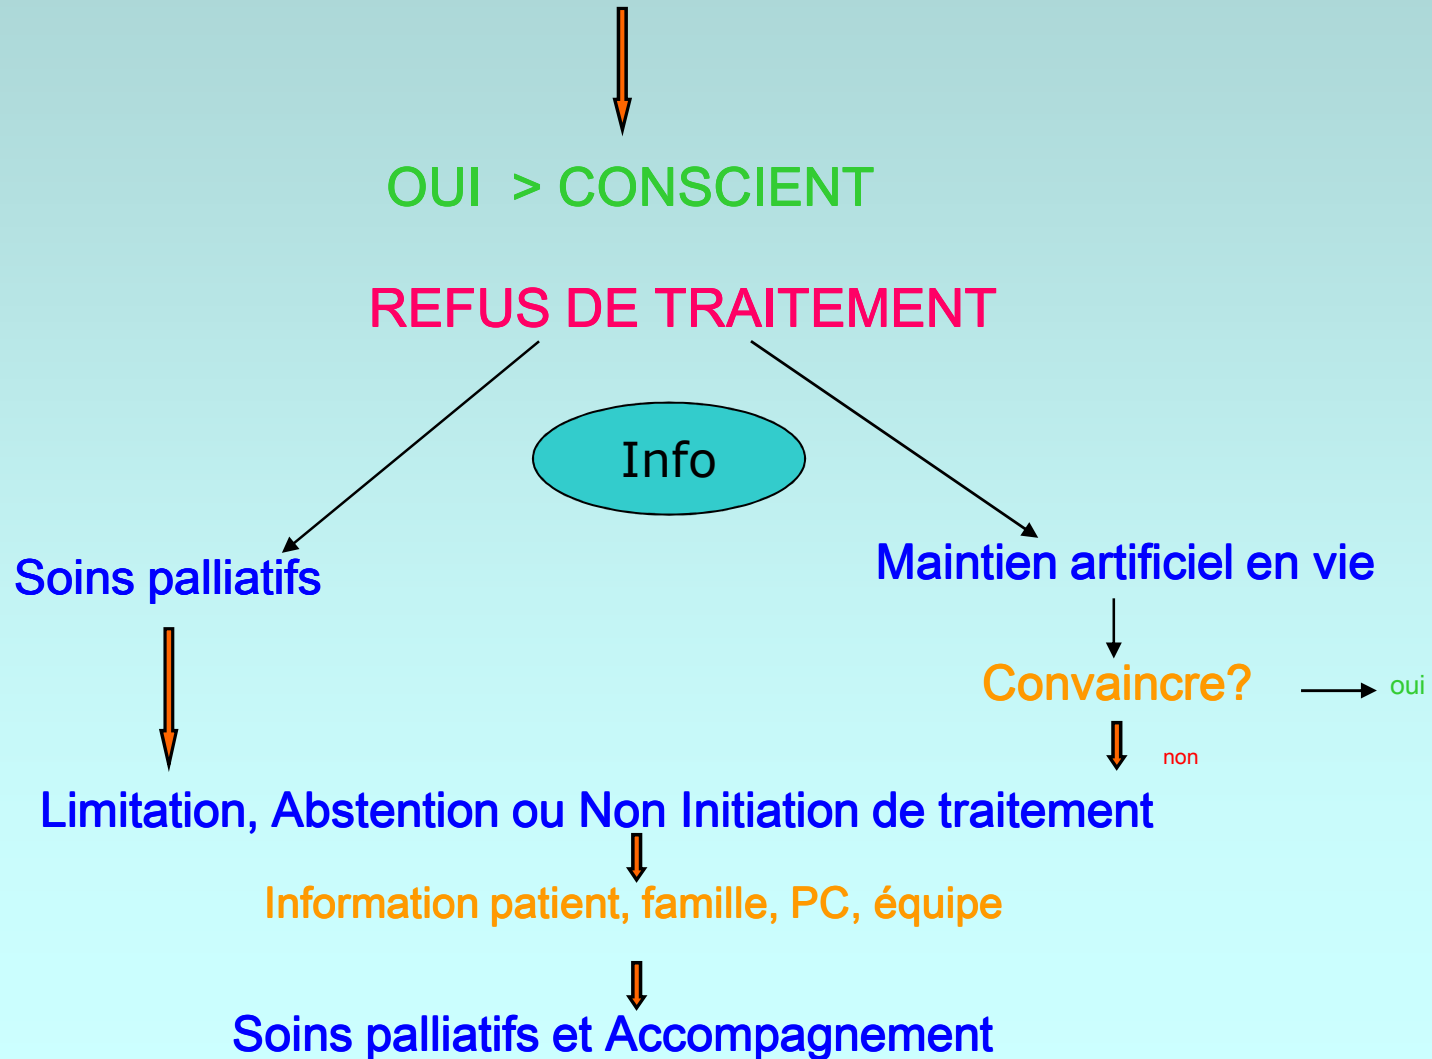 OUI > CONSCIENT
REFUS DE TRAITEMENT
Info
Soins palliatifs
Maintien artificiel en vie
Convaincre?
oui
non
Limitation, Abstention ou Non Initiation de traitement
Information patient, famille, PC, équipe
Soins palliatifs et Accompagnement